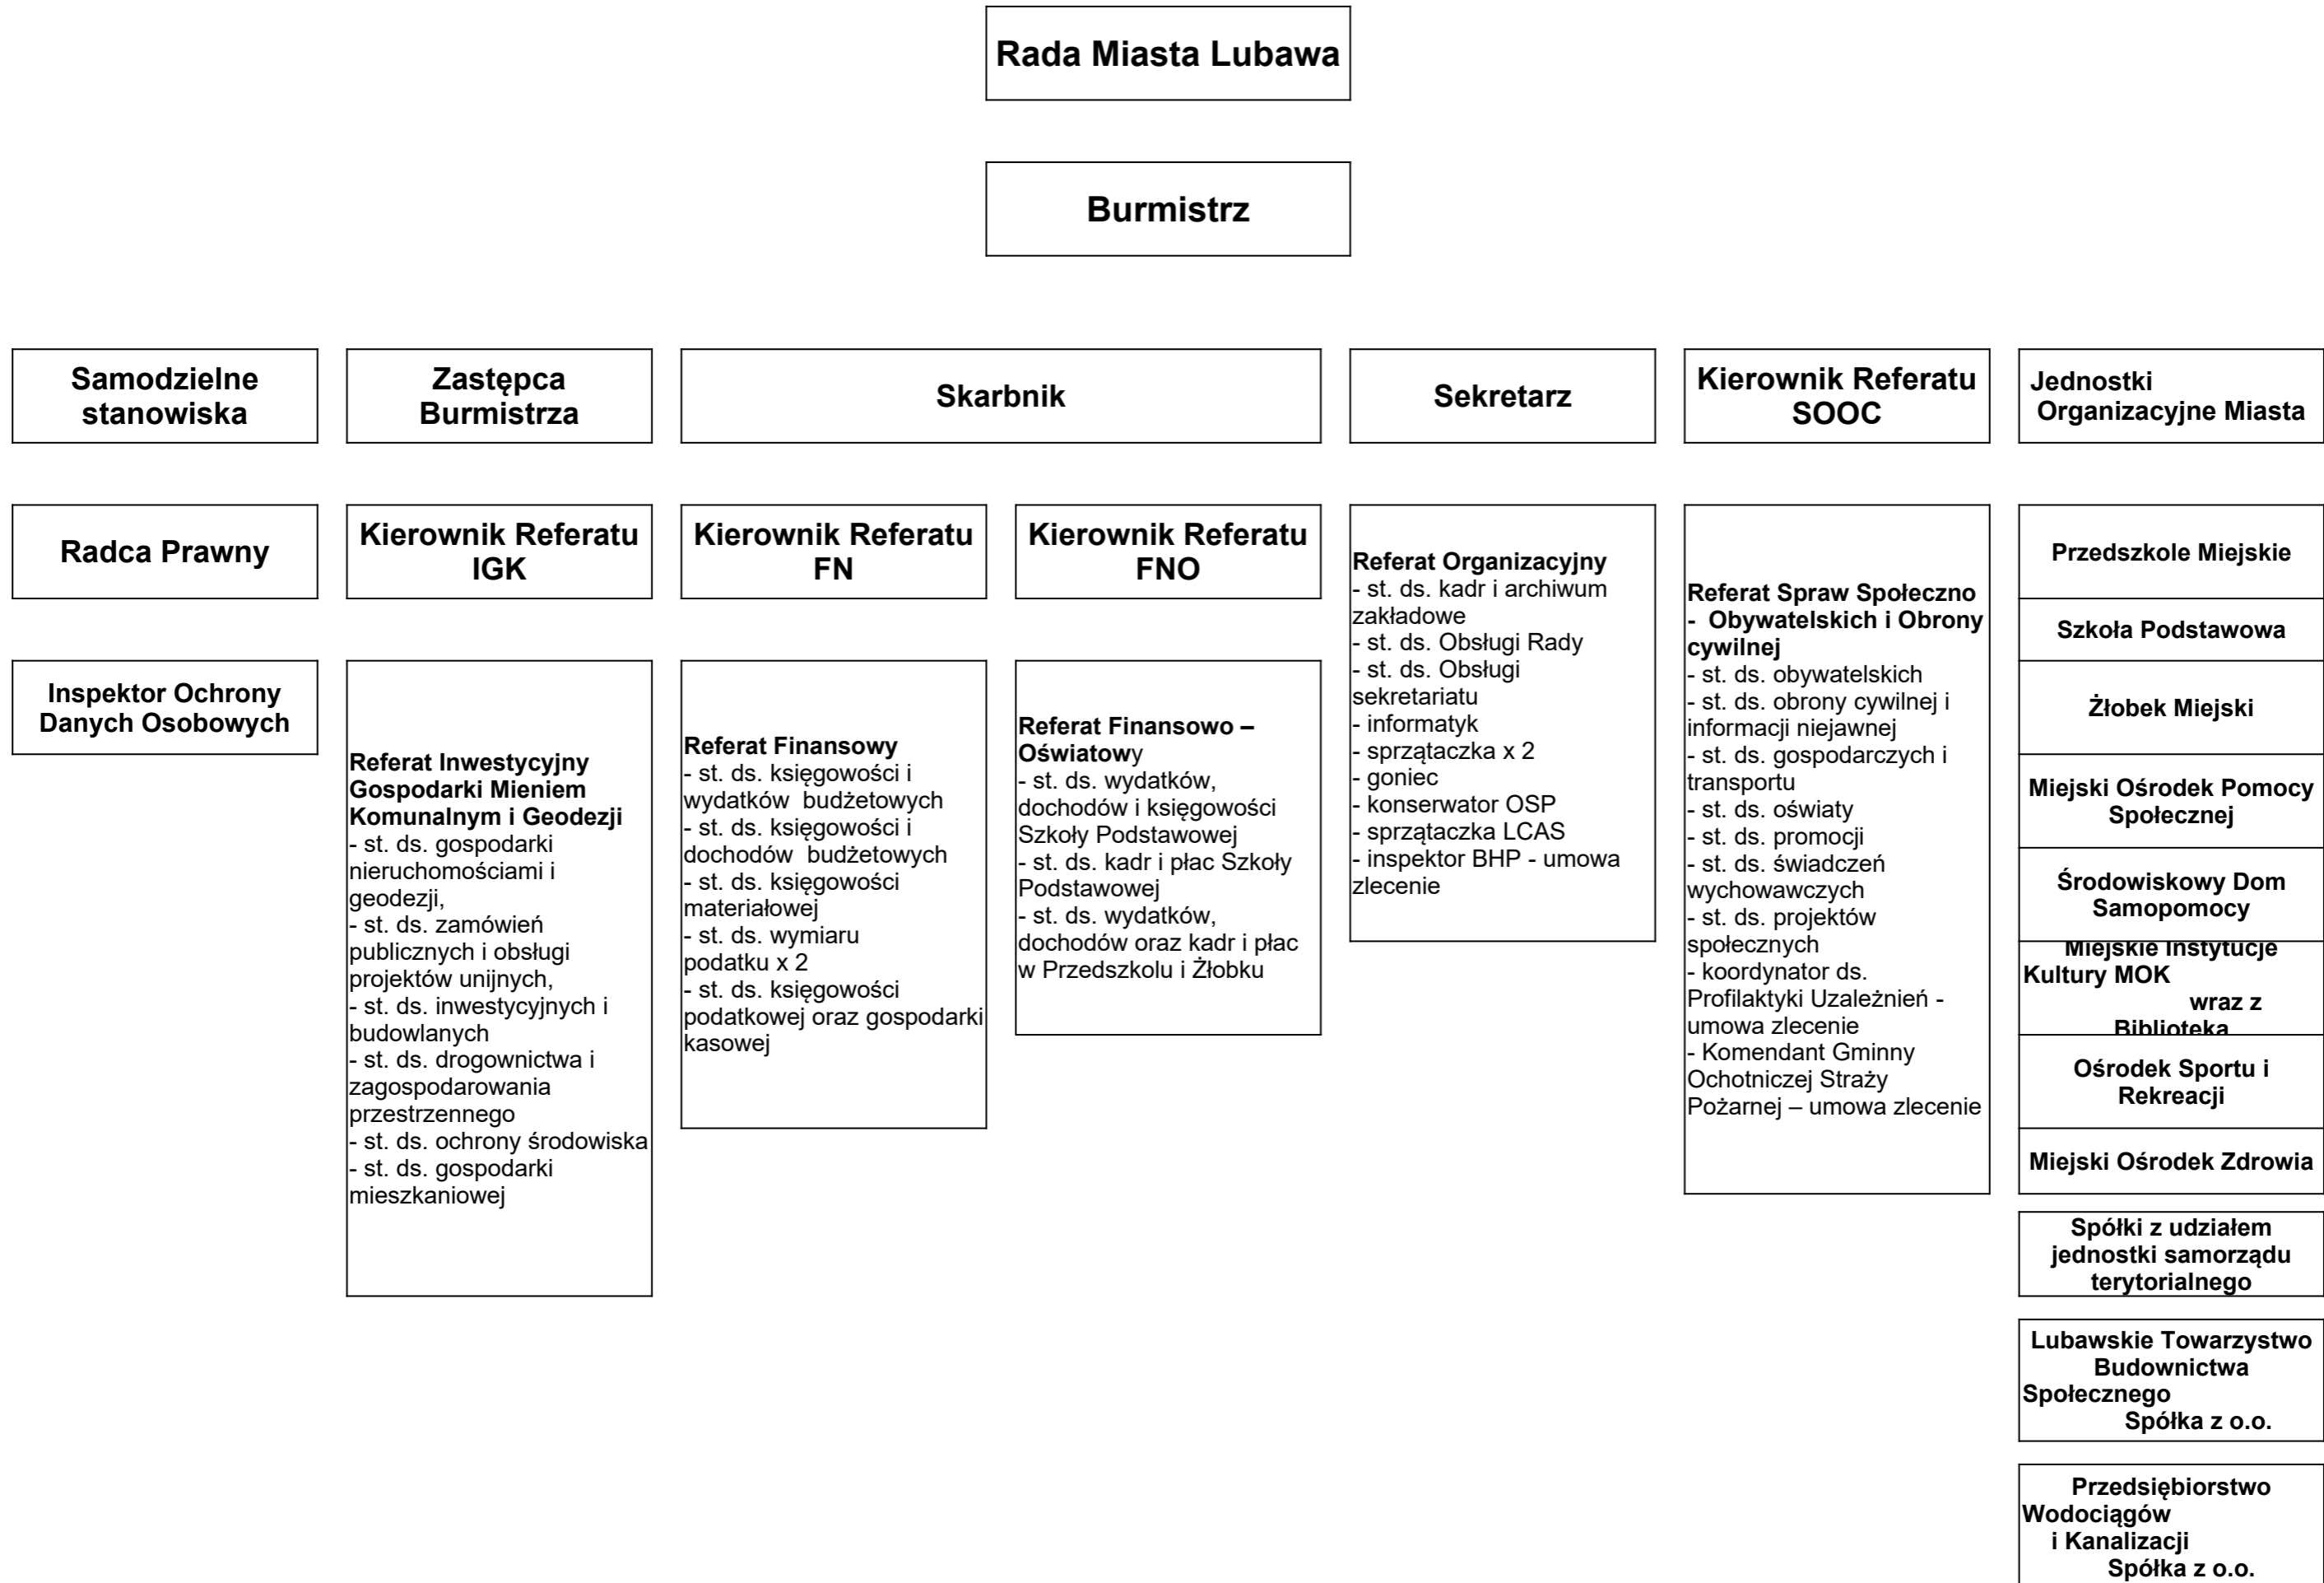 Rada Miasta Lubawa
Burmistrz
Samodzielne
stanowiska
Zastępca
Burmistrza
Skarbnik
Sekretarz
Kierownik Referatu
SOOC
Jednostki
Organizacyjne Miasta
Radca Prawny
Inspektor Ochrony
Danych Osobowych
Kierownik Referatu
IGK
Referat Inwestycyjny
Gospodarki Mieniem
Komunalnym i Geodezji
- st. ds. gospodarki
nieruchomościami i
geodezji,
- st. ds. zamówień
publicznych i obsługi
projektów unijnych,
- st. ds. inwestycyjnych i
budowlanych
- st. ds. drogownictwa i
zagospodarowania
przestrzennego
- st. ds. ochrony środowiska
- st. ds. gospodarki
mieszkaniowej
Kierownik Referatu
FN
Referat Finansowy
- st. ds. księgowości i
wydatków budżetowych
- st. ds. księgowości i
dochodów budżetowych
- st. ds. księgowości
materiałowej
- st. ds. wymiaru
podatku x 2
- st. ds. księgowości
podatkowej oraz gospodarki
kasowej
Kierownik Referatu
FNO
Referat Finansowo –
Oświatowy
- st. ds. wydatków,
dochodów i księgowości
Szkoły Podstawowej
- st. ds. kadr i płac Szkoły
Podstawowej
- st. ds. wydatków,
dochodów oraz kadr i płac
w Przedszkolu i Żłobku
Referat Organizacyjny
- st. ds. kadr i archiwum
zakładowe
- st. ds. Obsługi Rady
- st. ds. Obsługi
sekretariatu
- informatyk
- sprzątaczka x 2
- goniec
- konserwator OSP
- sprzątaczka LCAS
- inspektor BHP - umowa
zlecenie
Referat Spraw Społeczno
- Obywatelskich i Obrony
cywilnej
- st. ds. obywatelskich
- st. ds. obrony cywilnej i
informacji niejawnej
- st. ds. gospodarczych i
transportu
- st. ds. oświaty
- st. ds. promocji
- st. ds. świadczeń
wychowawczych
- st. ds. projektów
społecznych
- koordynator ds.
Profilaktyki Uzależnień -
umowa zlecenie
- Komendant Gminny
Ochotniczej Straży
Pożarnej – umowa zlecenie
Przedszkole Miejskie
Szkoła Podstawowa
Żłobek Miejski
Miejski Ośrodek Pomocy
Społecznej
Środowiskowy Dom
Samopomocy
Miejskie Instytucje
Kultury MOK
wraz z
Biblioteka
Ośrodek Sportu i
Rekreacji
Miejski Ośrodek Zdrowia
Spółki z udziałem
jednostki samorządu
terytorialnego
Lubawskie Towarzystwo
Budownictwa
Społecznego
Spółka z o.o.
Przedsiębiorstwo
Wodociągów
i Kanalizacji
Spółka z o.o.